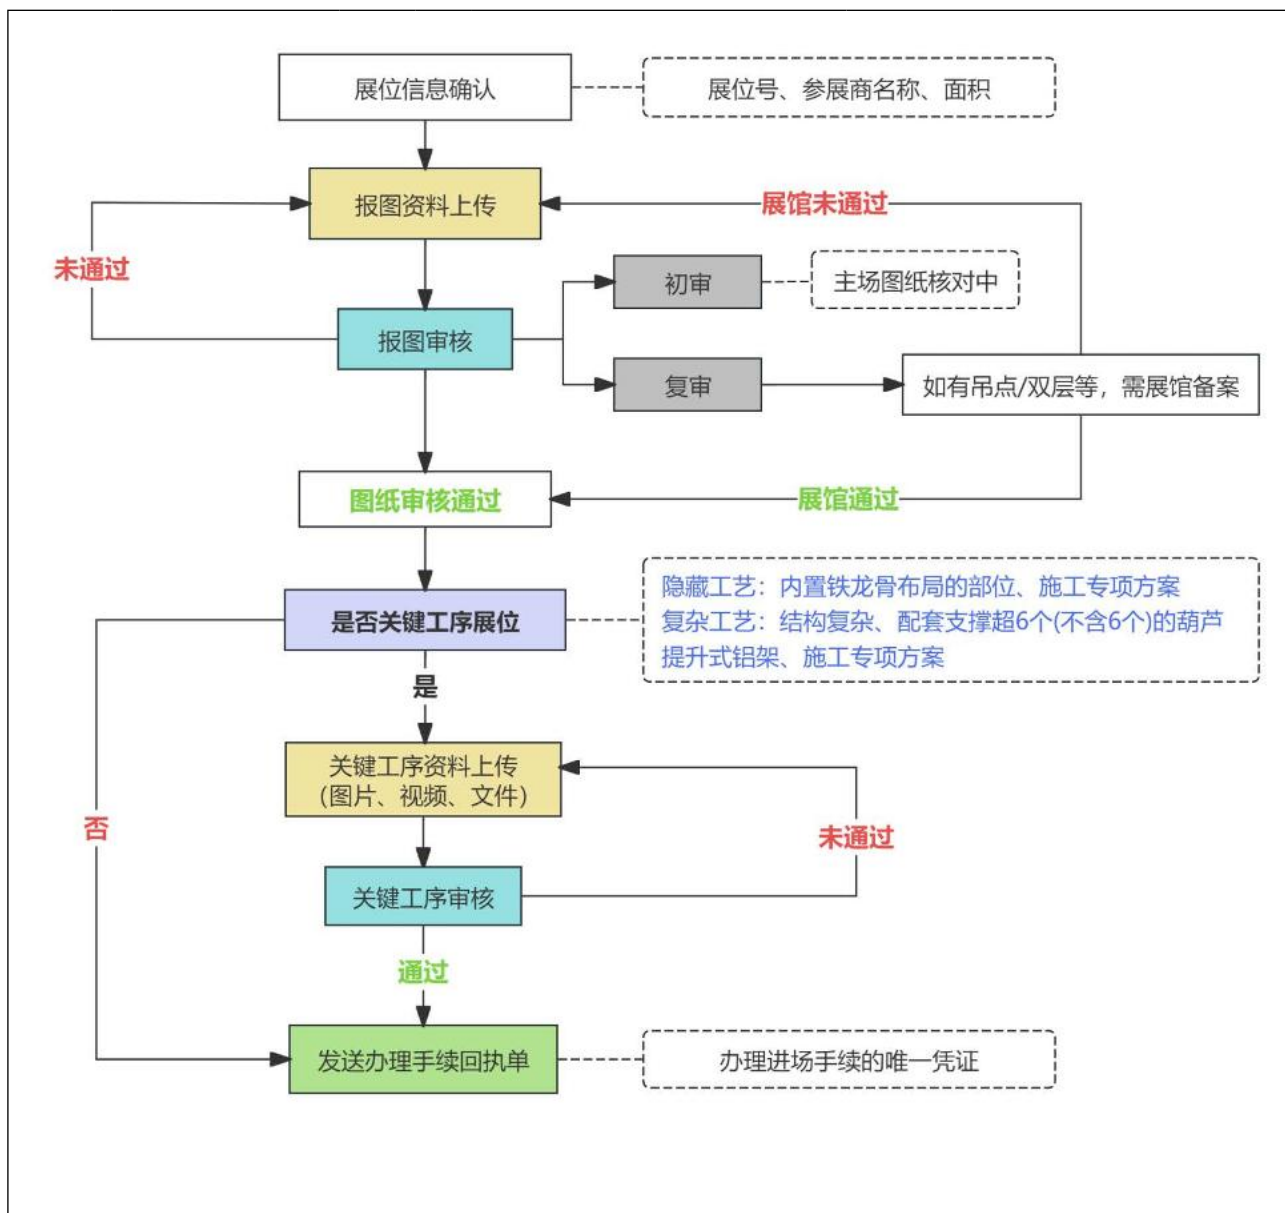 展位信息确认
展位号、参展商名称、面积
报图资料上传
展馆未通过
未通过
初审
主场图纸核对中
报图审核
复审
如有吊点/双层等，需展馆备案
图纸审核通过
展馆通过
是否关键工序展位
隐藏工艺：内置铁龙骨布局的部位、施工专项方案
复杂工艺：结构复杂、配套支撑超6个(不含6个)的葫芦
提升式铝架、施工专项方案
是
关键工序资料上传
（图片、视频、文件）
否
未通过
关键工序审核
通过
发送办理手续回执单
办理进场手续的唯一凭证